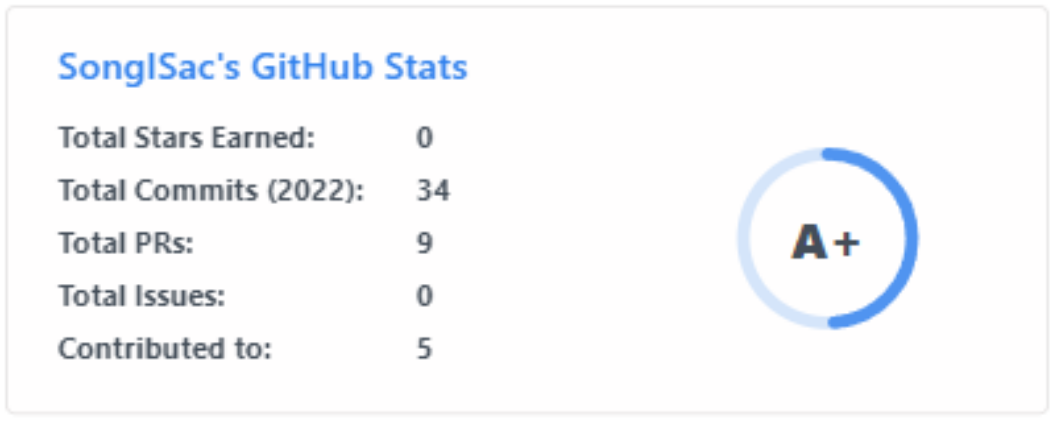 SongISac's GitHub Stats
Total Stars Earned: 0
Total Commits (2022): 34
Total PRs: 9
Total Issues: 0
Contributed to: 5
A+